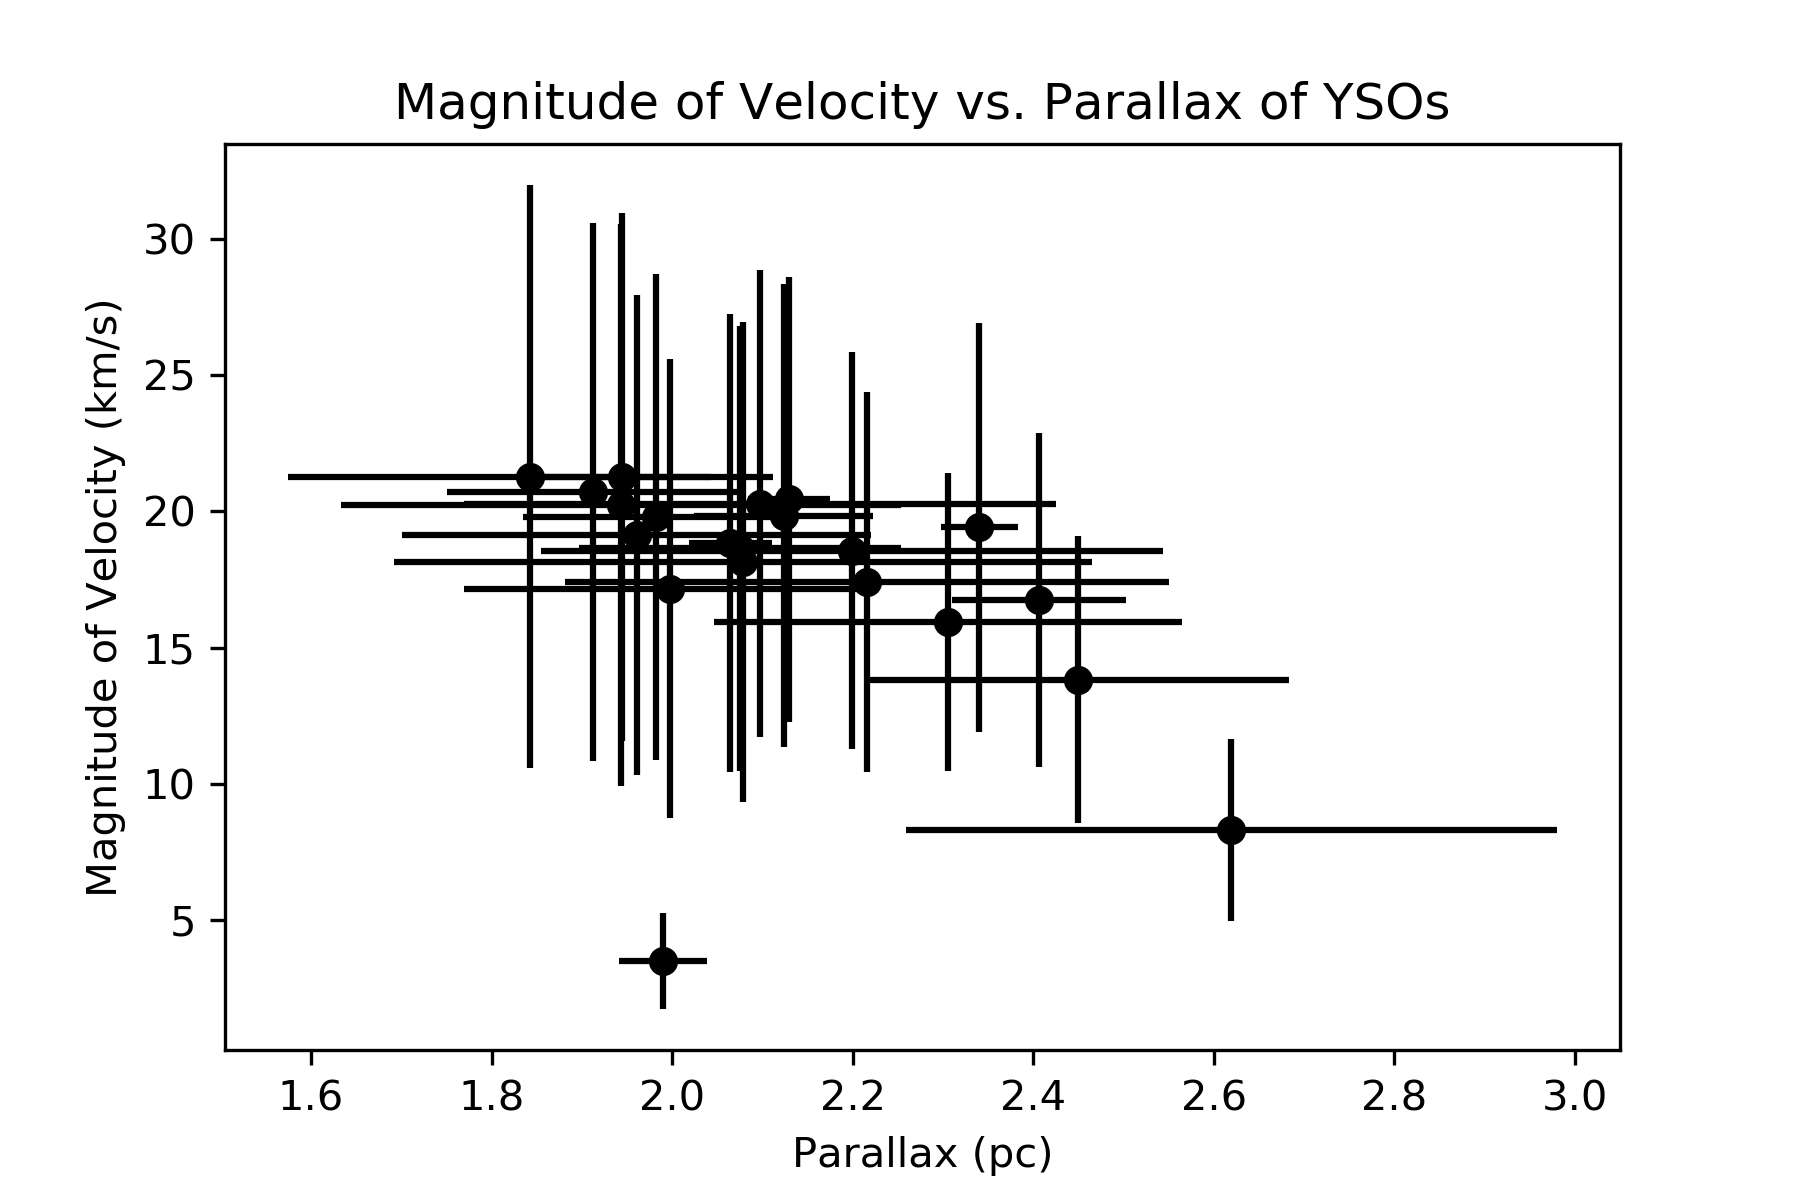 Magnitude of Velocity vs. Parallax of YSOs
Magnitude of Velocity (km/s)
30
25
20
15
10
5
1.6 1.8 2.0 2.2 2.4 2.6 2.8 3.0
Parallax (pc)